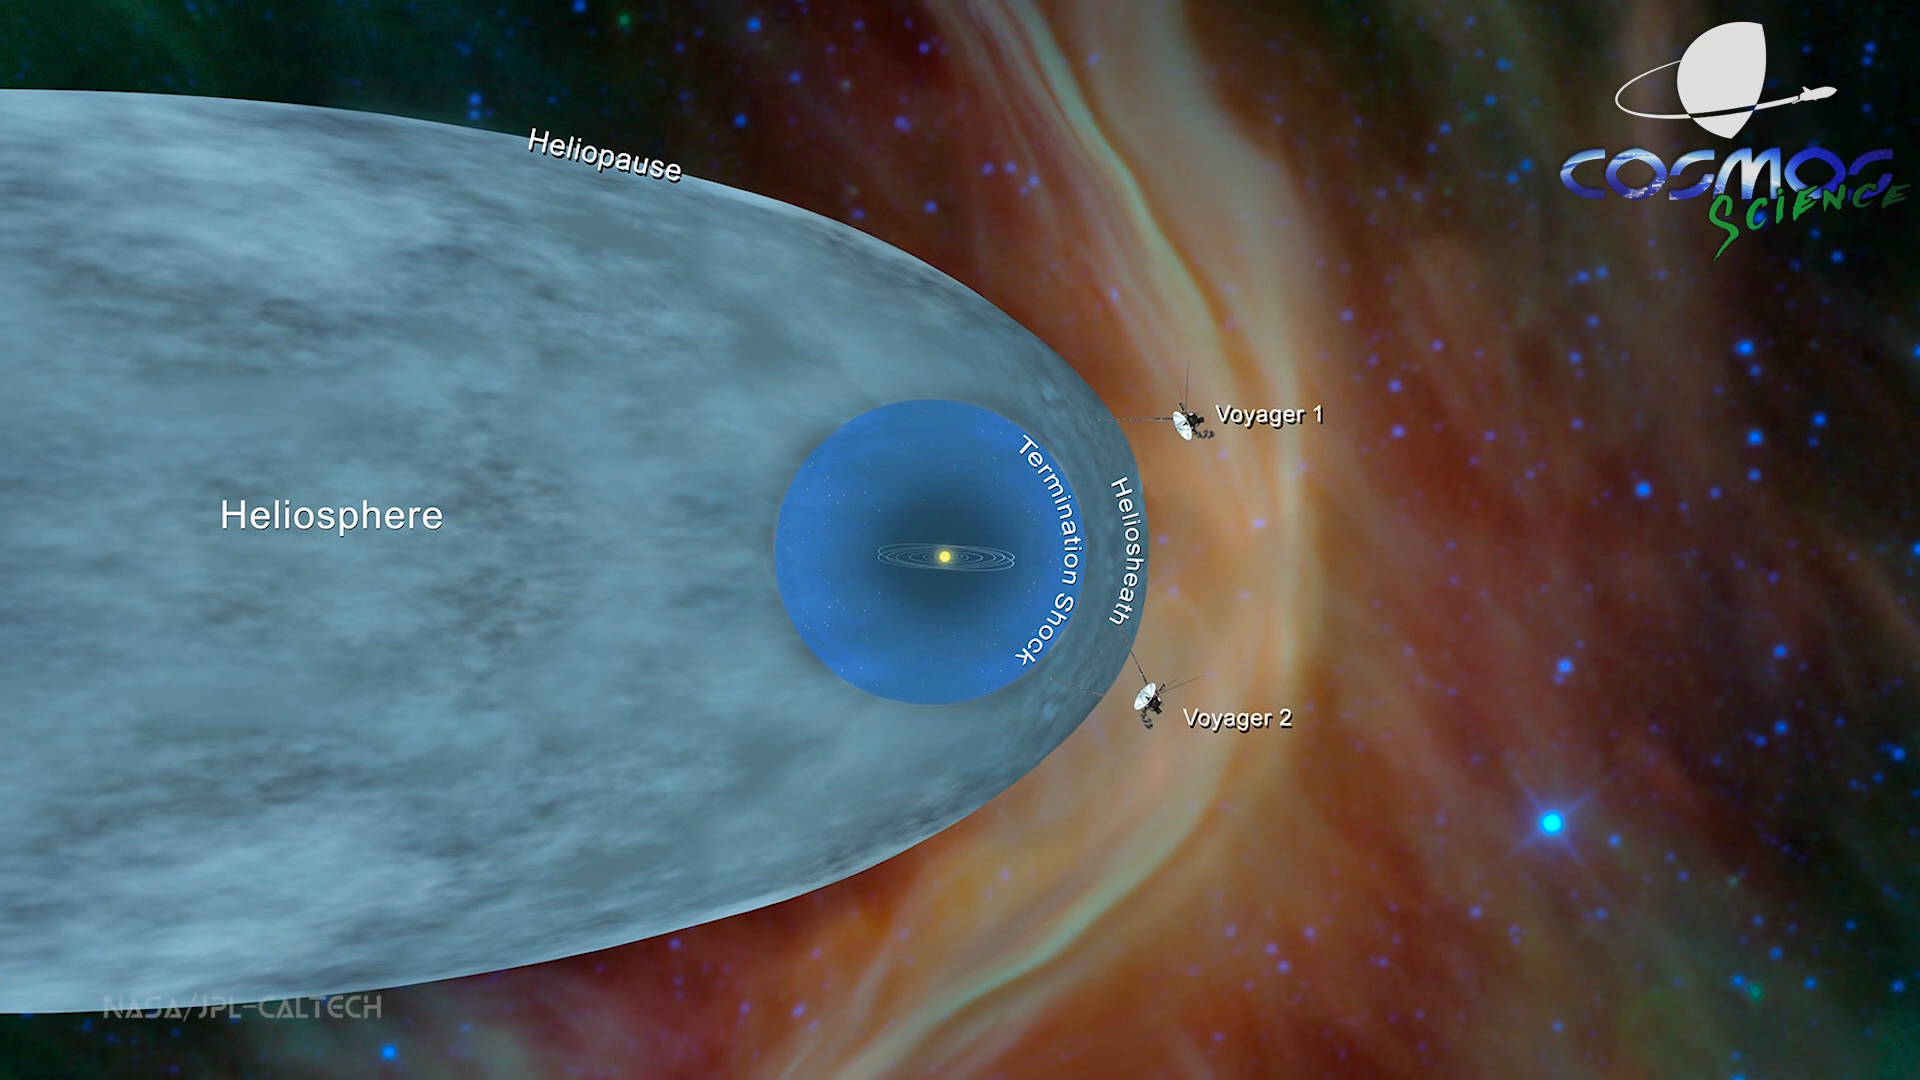 COSMOS
SCiENCE
Heliopause
Voyager 1
Termination Shock
Heliosheath
Heliosphere
Voyager 2
NASA/JPL-CALTECH